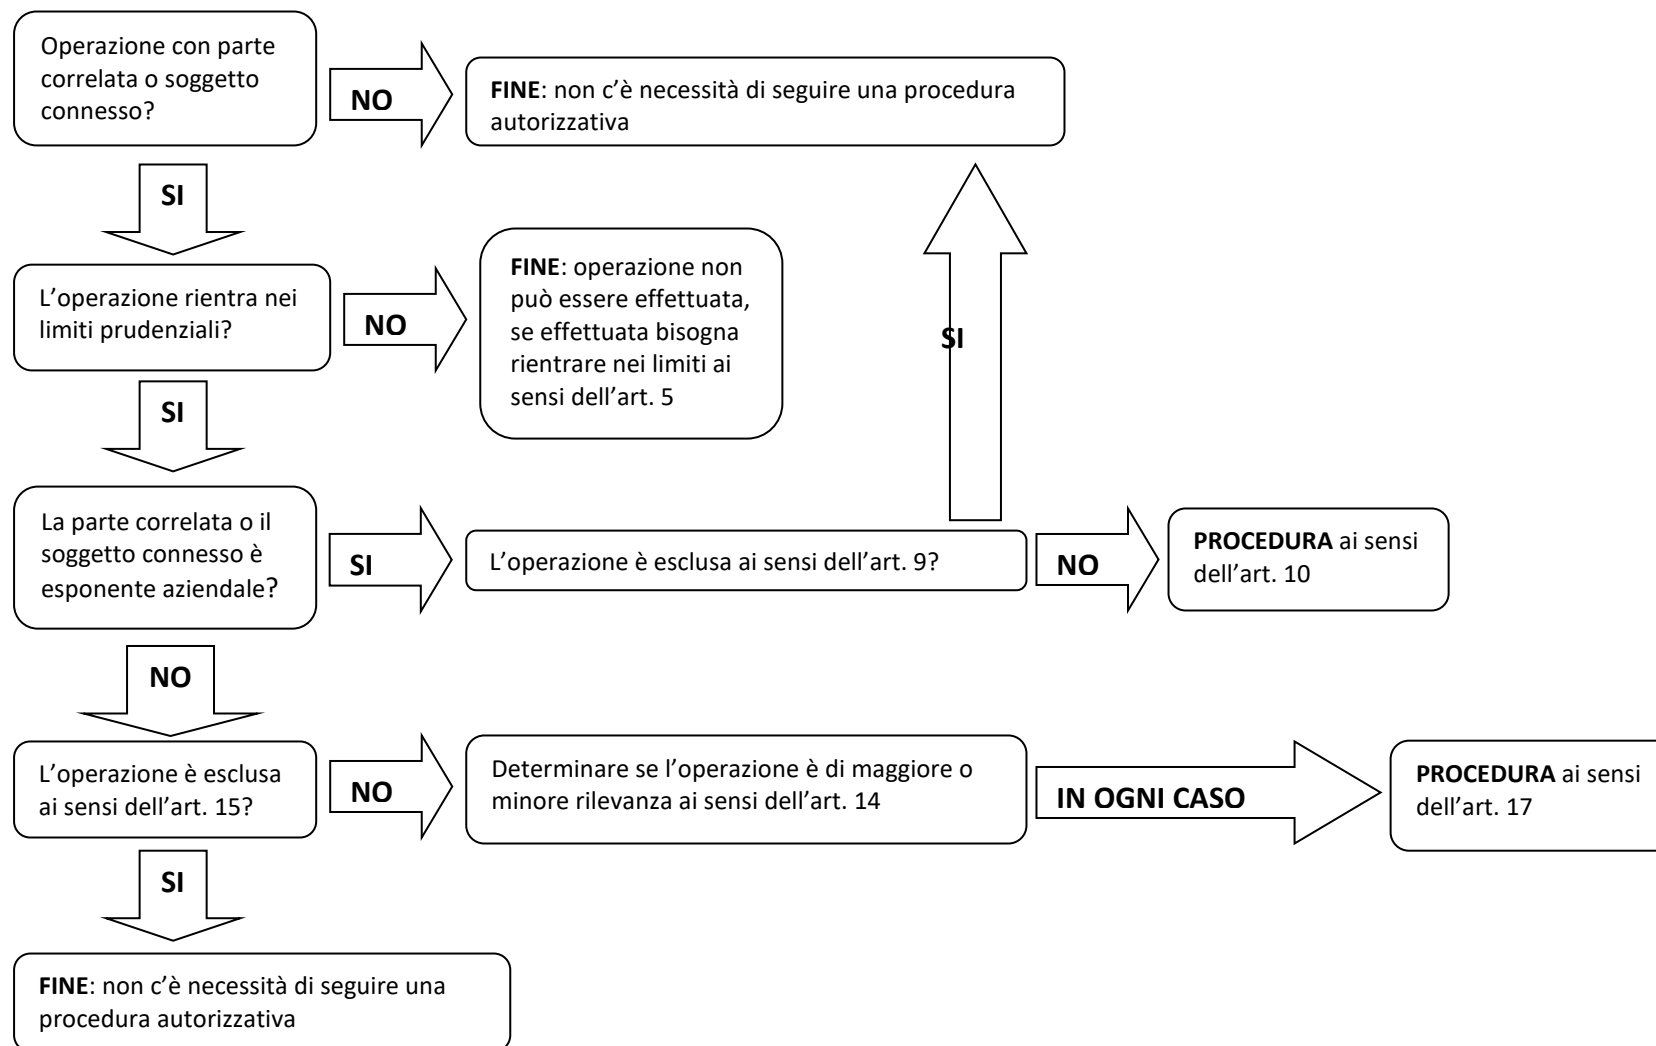 Operazione con parte
correlata o soggetto
connesso?
NO
FINE: non c’è necessità di seguire una procedura
autorizzativa
SI
L’operazione rientra nei
limiti prudenziali?
NO
FINE: operazione non
può essere effettuata,
se effettuata bisogna
rientrare nei limiti ai
sensi dell’art. 5
SI
SI
La parte correlata o il
soggetto connesso è
esponente aziendale?
SI
L’operazione è esclusa ai sensi dell’art. 9?
NO
PROCEDURA ai sensi
dell’art. 10
NO
L’operazione è esclusa
ai sensi dell’art. 15?
NO
Determinare se l’operazione è di maggiore o
minore rilevanza ai sensi dell’art. 14
IN OGNI CASO
PROCEDURA ai sensi
dell’art. 17
SI
FINE: non c’è necessità di seguire una
procedura autorizzativa